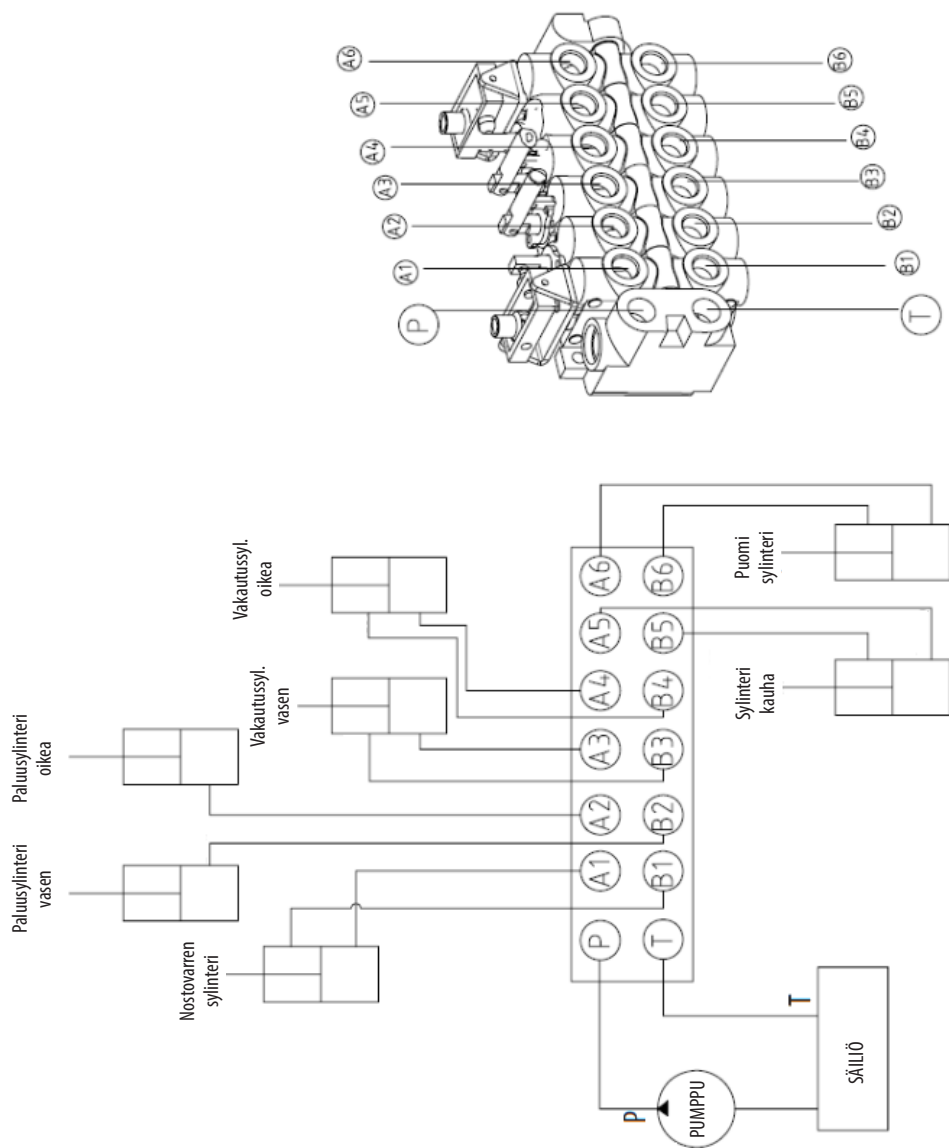 A1
A2
A3
A4
A5
A6
P
B1
B2
B3
B4
B5
B6
T
Paluusylinteri
vasen
Paluusylinteri
oikea
Nostovarren
sylinteri
Vakautussyl.
vasen
Vakautussyl.
oikea
P
A1
A2
A3
A4
A5
A6
T
B1
B2
B3
B4
B5
B6
P
PUMPPU
T
SÄILIÖ
Sylinteri
kauha
Puomi
sylinteri